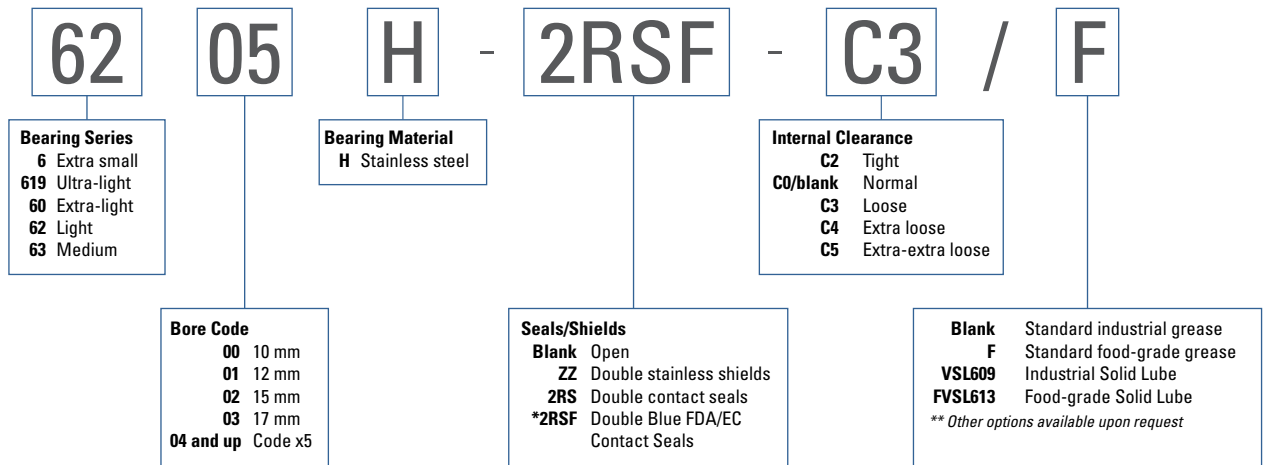 62 05 H - 2RSF - C3 / F
Bearing Series
6 Extra small
619 Ultra-light
60 Extra-light
62 Light
63 Medium
Bearing Material
H Stainless steel
Internal Clearance
C2 Tight
C0/blank Normal
C3 Loose
C4 Extra loose
C5 Extra-extra loose
Bore Code
00 10 mm
01 12 mm
02 15 mm
03 17 mm
04 and up Code x5
Seals/Shields
Blank Open
ZZ Double stainless shields
2RS Double contact seals
*2RSF Double Blue FDA/EC
Contact Seals
Blank Standard industrial grease
F Standard food-grade grease
VSL609 Industrial Solid Lube
FVSL613 Food-grade Solid Lube
** Other options available upon request